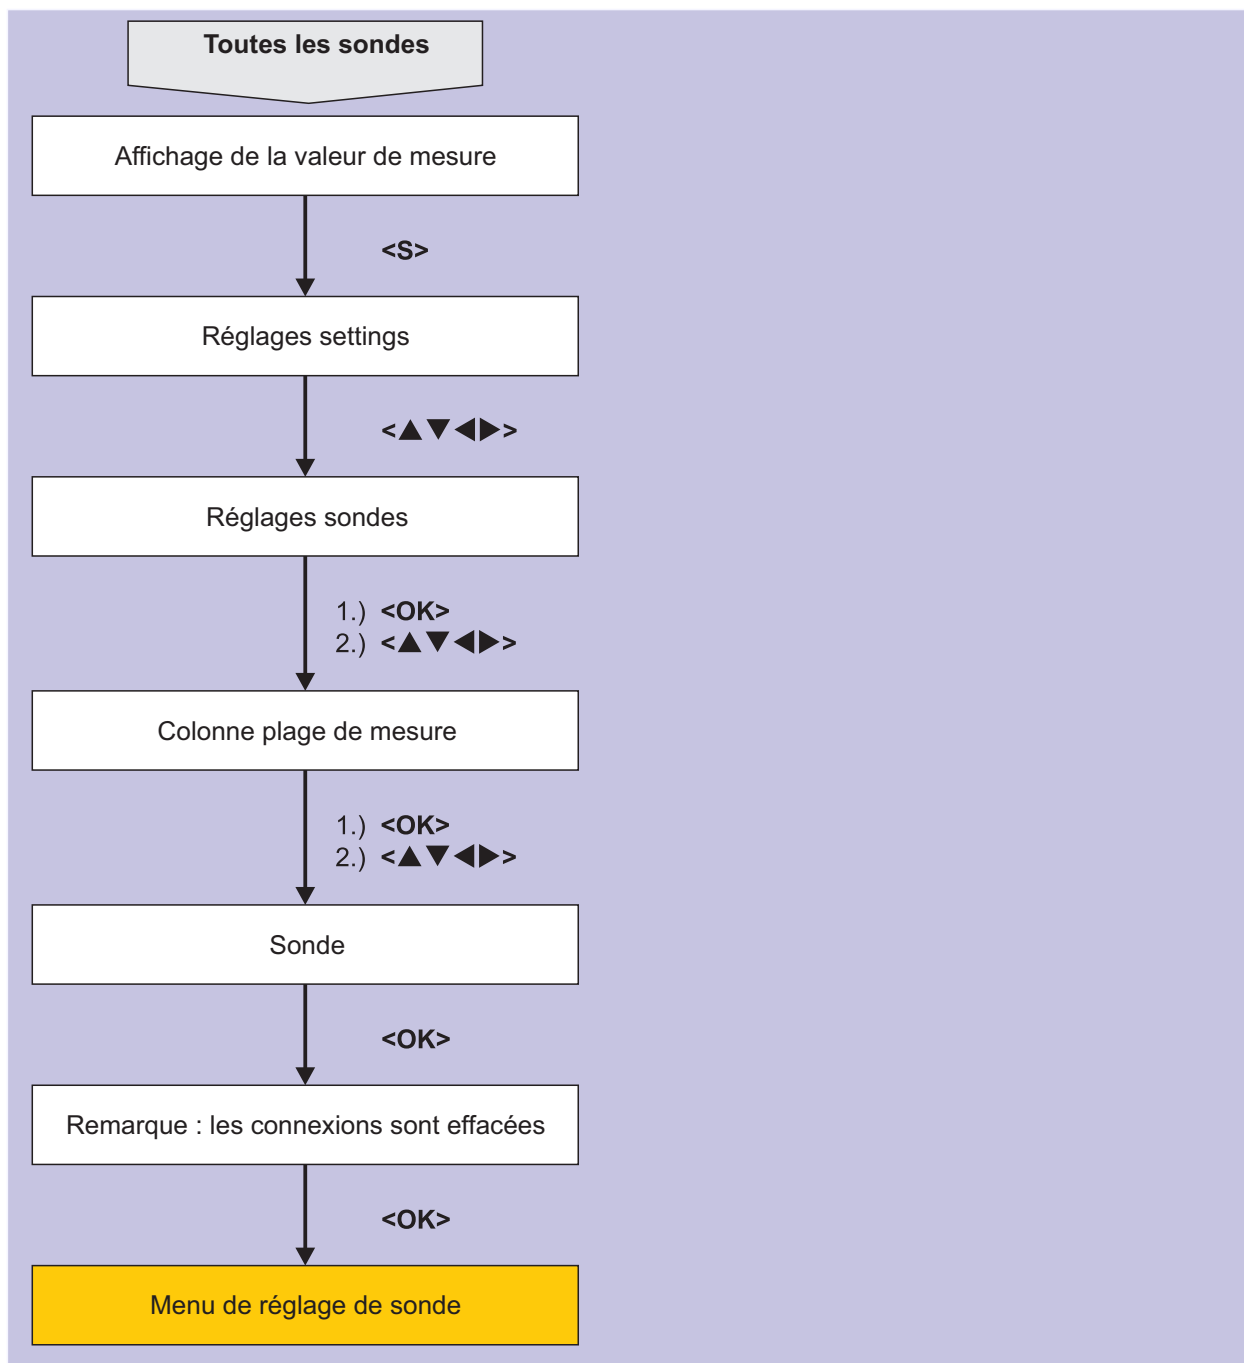 Toutes les sondes
Affichage de la valeur de mesure
<S>
Réglages settings
<▲▼◀▶>
Réglages sondes
1.) <OK>
2.) <▲▼◀▶>
Colonne plage de mesure
1.) <OK>
2.) <▲▼◀▶>
Sonde
<OK>
Remarque : les connexions sont effacées
<OK>
Menu de réglage de sonde